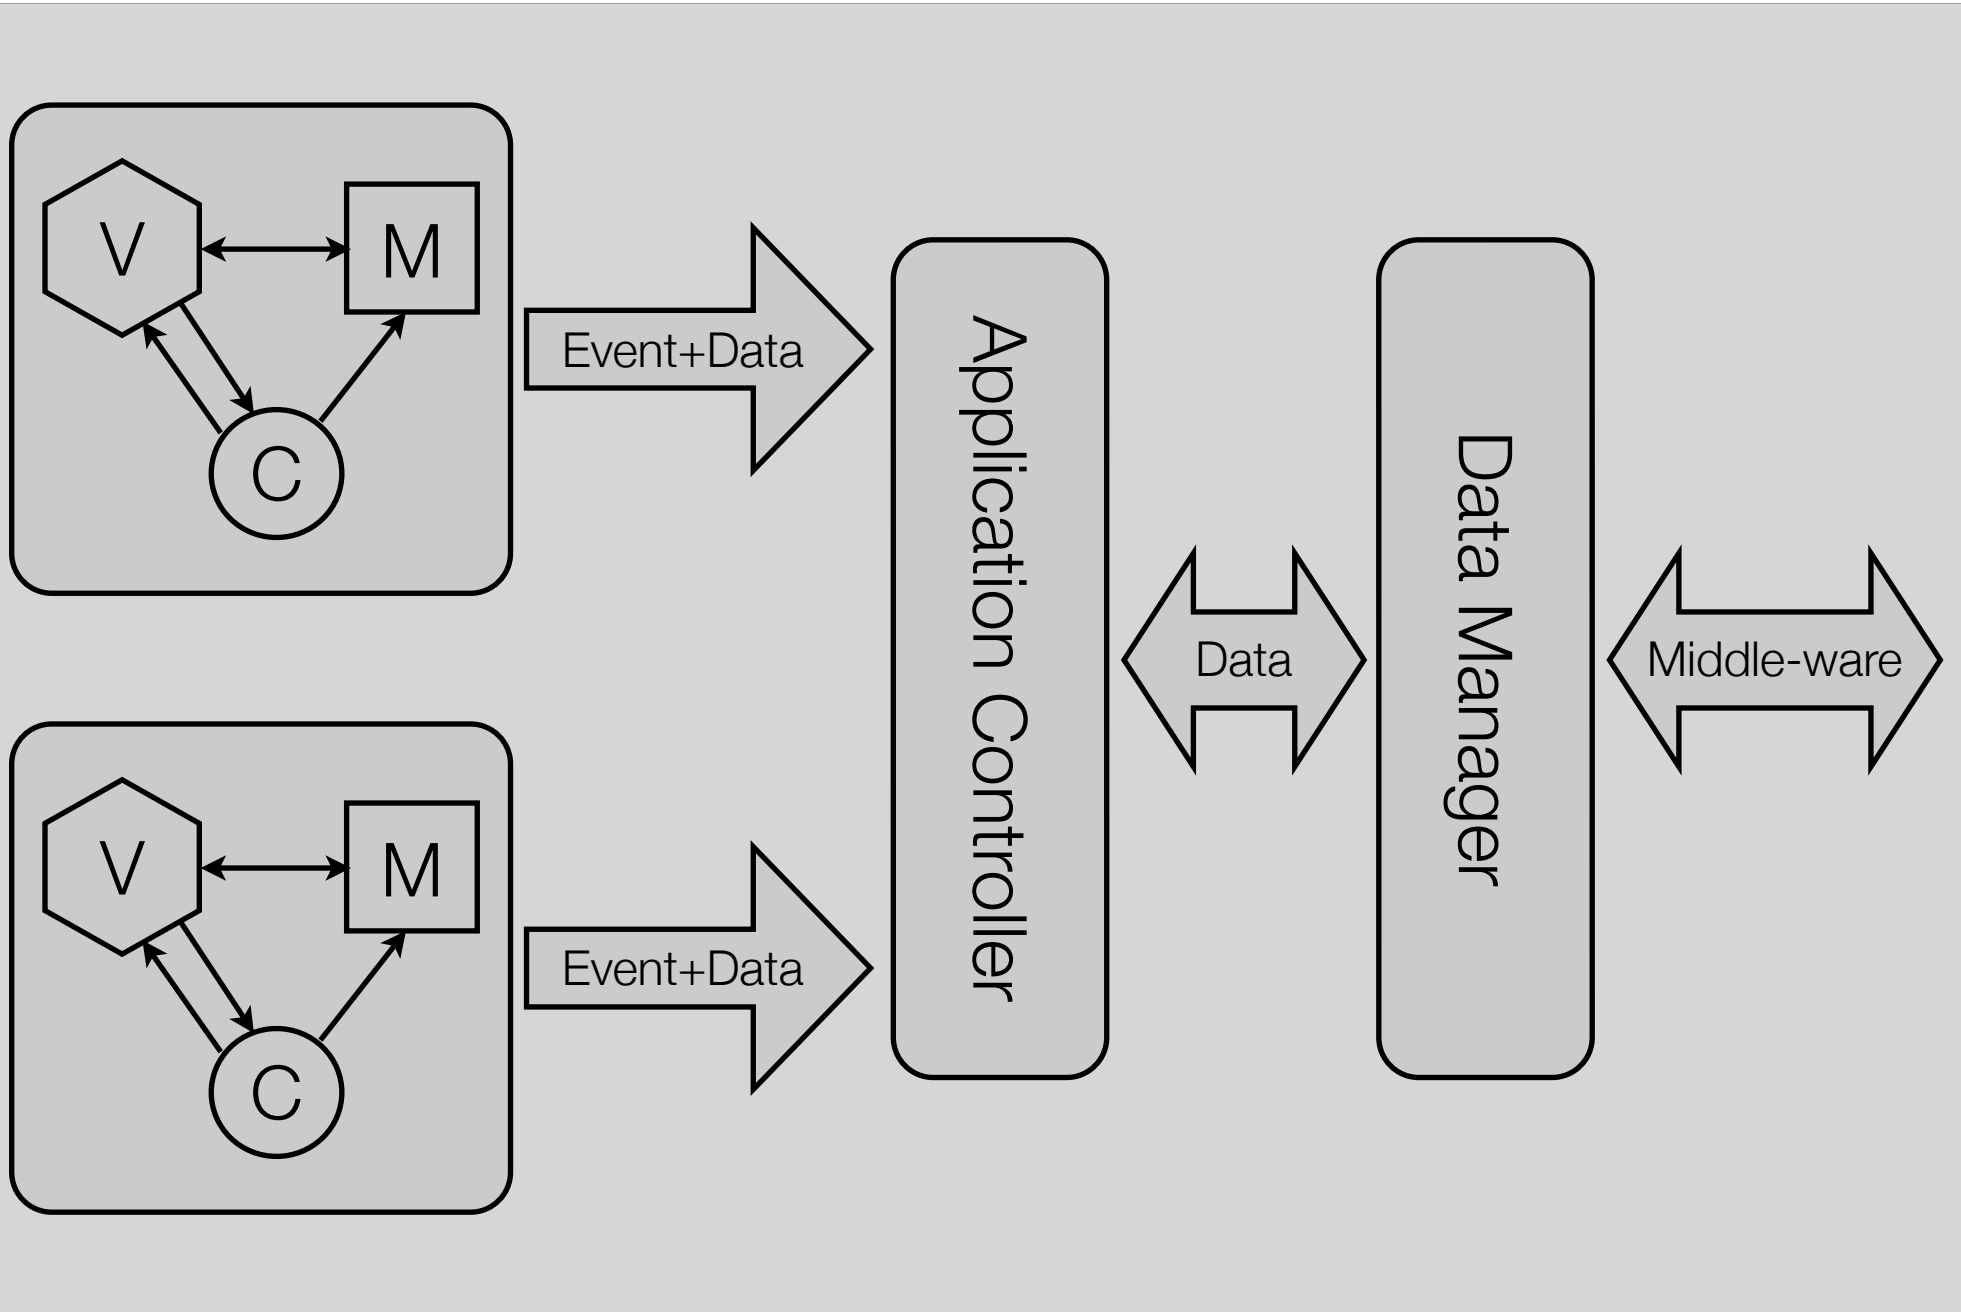 V
M
C
Event+Data
V
M
C
Event+Data
Application Controller
Data
Data Manager
Middle-ware